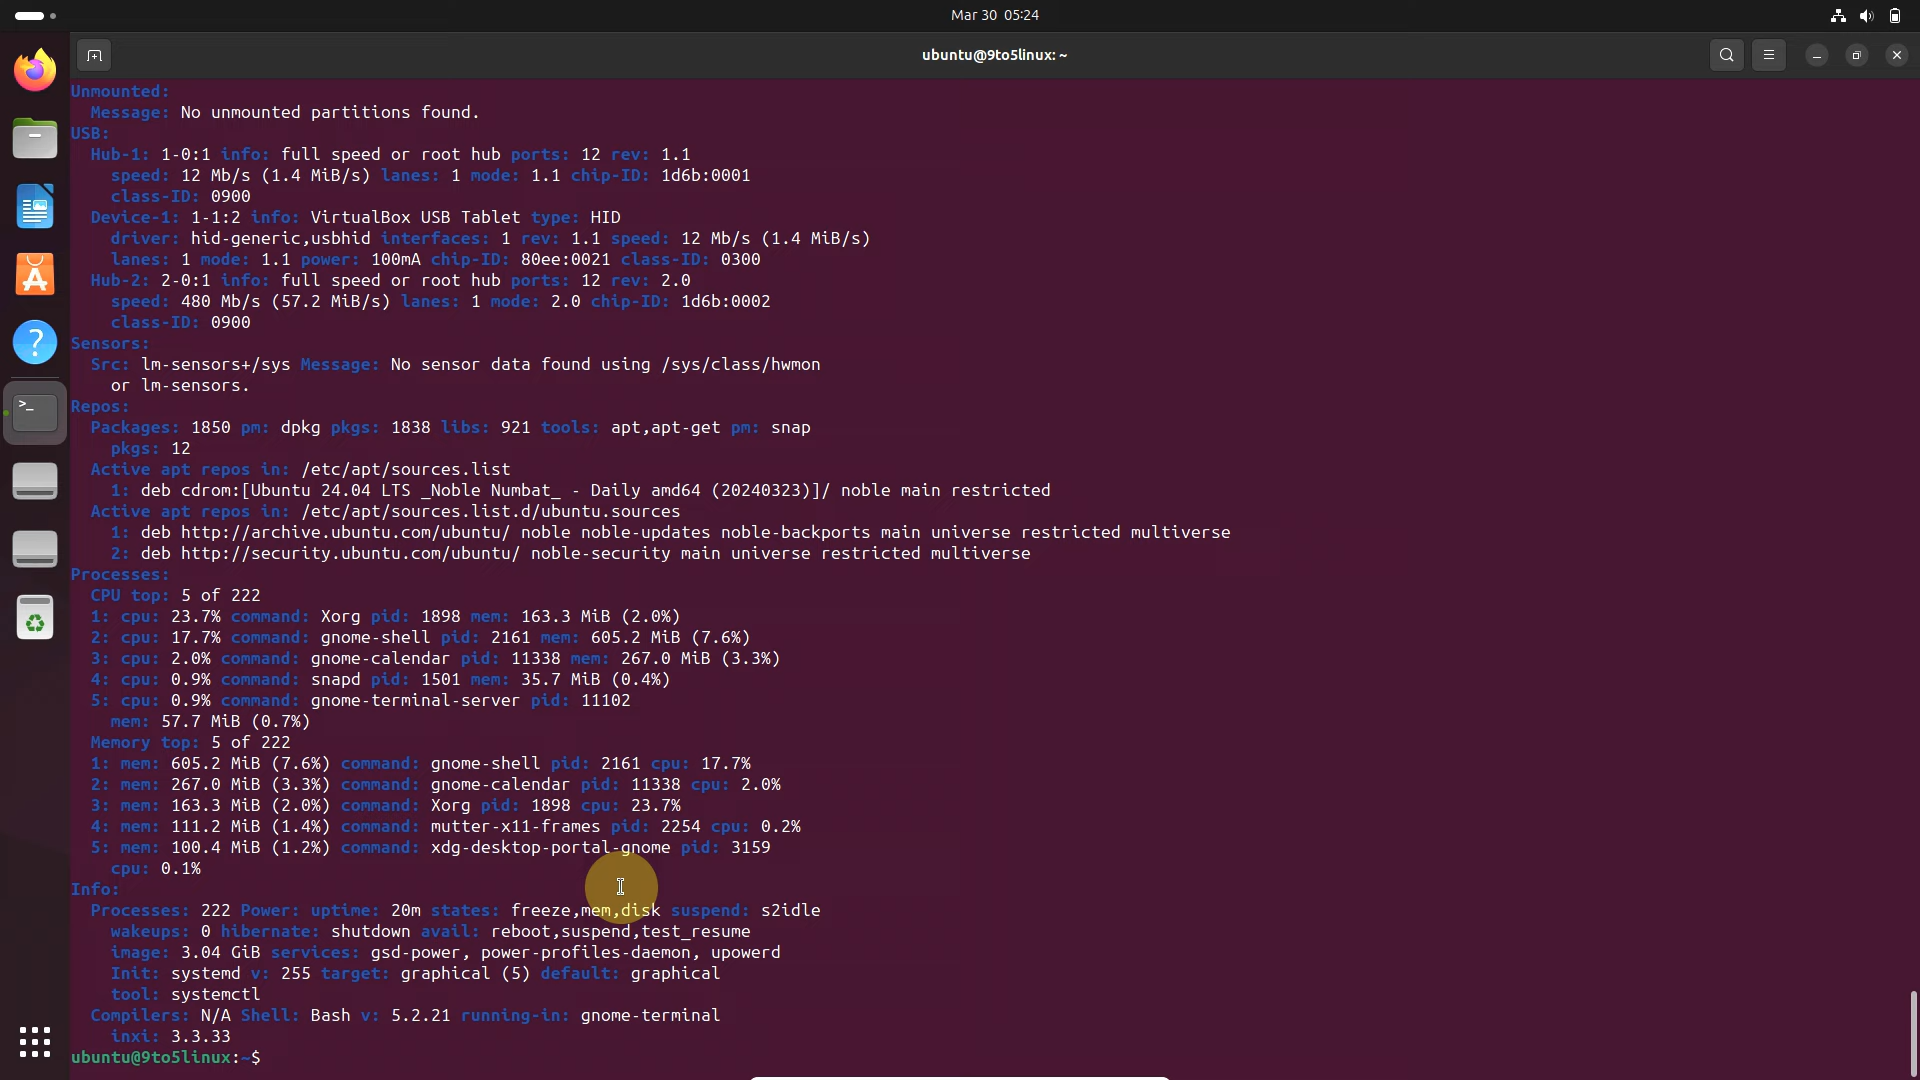 Mar 30 05:24
ubuntu@9to5linux: ~
Unmounted:
Message: No unmounted partitions found.
USB:
Hub-1: 1-0:1 info: full speed or root hub ports: 12 rev: 1.1
speed: 12 Mb/s (1.4 MiB/s) lanes: 1 mode: 1.1 chip-ID: 1d6b:0001
class-ID: 0900
Device-1: 1-1:2 info: VirtualBox USB Tablet type: HID
driver: hid-generic,usbhid interfaces: 1 rev: 1.1 speed: 12 Mb/s (1.4 MiB/s)
lanes: 1 mode: 1.1 power: 100mA chip-ID: 80ee:0021 class-ID: 0300
Hub-2: 2-0:1 info: full speed or root hub ports: 12 rev: 2.0
speed: 480 Mb/s (57.2 MiB/s) lanes: 1 mode: 2.0 chip-ID: 1d6b:0002
class-ID: 0900
Sensors:
Src: lm-sensors+/sys Message: No sensor data found using /sys/class/hwmon
or lm-sensors.
Repos:
Packages: 1850 pm: dpkg pkgs: 1838 libs: 921 tools: apt,apt-get pm: snap
pkgs: 12
Active apt repos in: /etc/apt/sources.list
1: deb cdrom:[Ubuntu 24.04 LTS _Noble Numbat_ - Daily amd64 (20240323)]/ noble main restricted
Active apt repos in: /etc/apt/sources.list.d/ubuntu.sources
1: deb http://archive.ubuntu.com/ubuntu/ noble noble-updates noble-backports main universe restricted multiverse
2: deb http://security.ubuntu.com/ubuntu/ noble-security main universe restricted multiverse
Processes:
CPU top: 5 of 222
1: cpu: 23.7% command: Xorg pid: 1898 mem: 163.3 MiB (2.0%)
2: cpu: 17.7% command: gnome-shell pid: 2161 mem: 605.2 MiB (7.6%)
3: cpu: 2.0% command: gnome-calendar pid: 11338 mem: 267.0 MiB (3.3%)
4: cpu: 0.9% command: snapd pid: 1501 mem: 35.7 MiB (0.4%)
5: cpu: 0.9% command: gnome-terminal-server pid: 11102
mem: 57.7 MiB (0.7%)
Memory top: 5 of 222
1: mem: 605.2 MiB (7.6%) command: gnome-shell pid: 2161 cpu: 17.7%
2: mem: 267.0 MiB (3.3%) command: gnome-calendar pid: 11338 cpu: 2.0%
3: mem: 163.3 MiB (2.0%) command: Xorg pid: 1898 cpu: 23.7%
4: mem: 111.2 MiB (1.4%) command: mutter-x11-frames pid: 2254 cpu: 0.2%
5: mem: 100.4 MiB (1.2%) command: xdg-desktop-portal-gnome pid: 3159
cpu: 0.1%
Info:
Processes: 222 Power: uptime: 20m states: freeze,mem,disk suspend: s2idle
wakeups: 0 hibernate: shutdown avail: reboot,suspend,test_resume
image: 3.04 GiB services: gsd-power, power-profiles-daemon, upowerd
Init: systemd v: 255 target: graphical (5) default: graphical
tool: systemctl
Compilers: N/A Shell: Bash v: 5.2.21 running-in: gnome-terminal
inxi: 3.3.33
ubuntu@9to5linux:~$